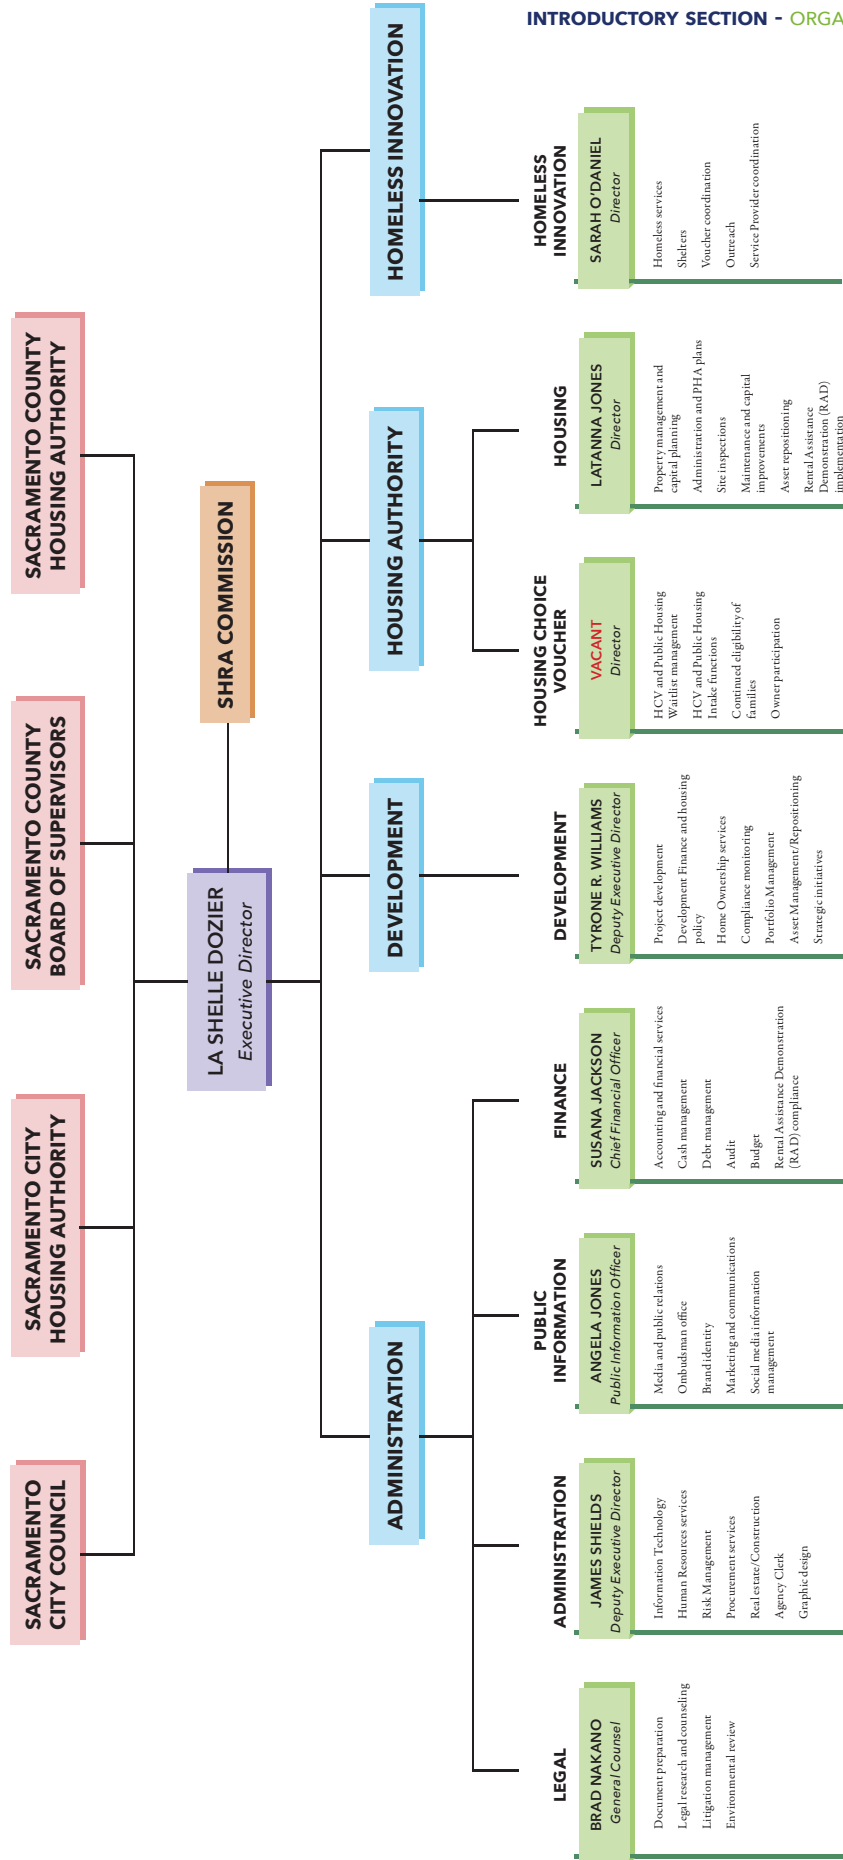 INTRODUCTORY SECTION - ORGA
SACRAMENTO
CITY COUNCIL
SACRAMENTO CITY
HOUSING AUTHORITY
SACRAMENTO COUNTY
BOARD OF SUPERVISORS
SACRAMENTO COUNTY
HOUSING AUTHORITY
LA SHELLE DOZIER
Executive Director
SHRA COMMISSION
ADMINISTRATION
DEVELOPMENT
HOUSING AUTHORITY
HOMELESS INNOVATION
LEGAL
BRAD NAKANO
General Counsel
Document preparation
Legal research and counseling
Litigation management
Environmental review
ADMINISTRATION
JAMES SHIELDS
Deputy Executive Director
Information Technology
Human Resources services
Risk Management
Procurement services
Real estate/Construction
Agency Clerk
Graphic design
PUBLIC
INFORMATION
ANGELA JONES
Public Information Officer
Media and public relations
Ombudsman office
Brand identity
Marketing and communications
Social media information
management
FINANCE
SUSANA JACKSON
Chief Financial Officer
Accounting and financial services
Cash management
Debt management
Audit
Budget
Rental Assistance Demonstration
(RAD) compliance
DEVELOPMENT
TYRONE R. WILLIAMS
Deputy Executive Director
Project development
Development Finance and housing
policy
Home Ownership services
Compliance monitoring
Portfolio Management
Asset Management/Repositioning
Strategic initiatives
HOUSING CHOICE
VOUCHER
VACANT
Director
HCV and Public Housing
Waitlist management
HCV and Public Housing
Intake functions
Continued eligibility of
families
Owner participation
HOUSING
LATANNA JONES
Director
Property management and
capital planning
Administration and PHA plans
Site inspections
Maintenance and capital
improvements
Asset repositioning
Rental Assistance
Demonstration (RAD)
implementation
HOMELESS
INNOVATION
SARAH O'DANIEL
Director
Homeless services
Shelters
Voucher coordination
Outreach
Service Provider coordination